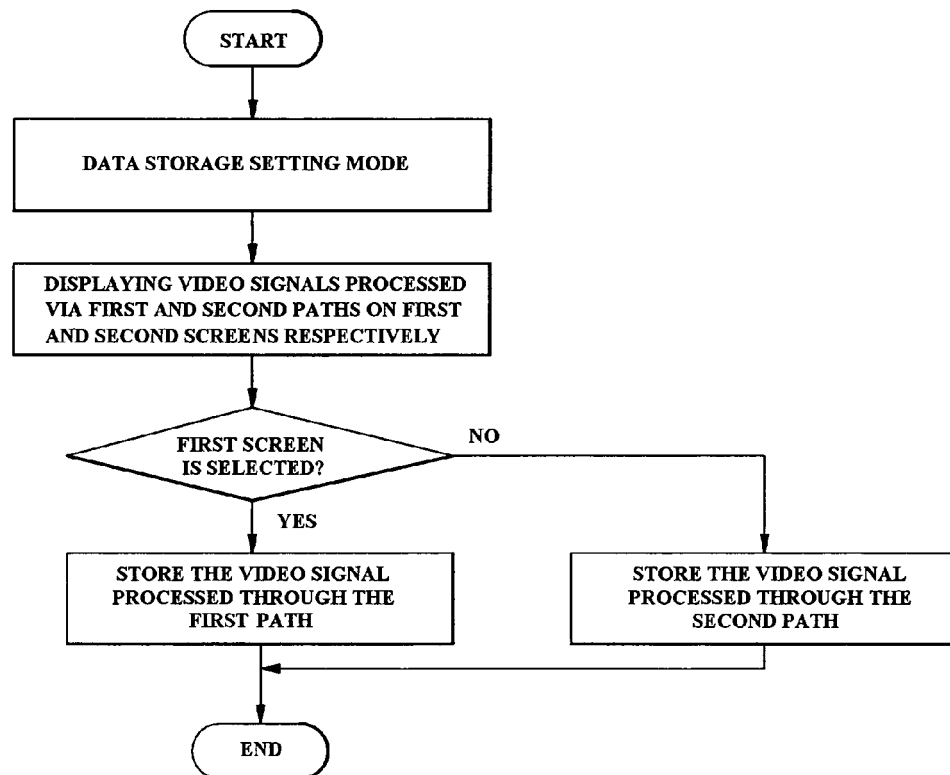 START
DATA STORAGE SETTING MODE
DISPLAYING VIDEO SIGNALS PROCESSED
VIA FIRST AND SECOND PATHS ON FIRST
AND SECOND SCREENS RESPECTIVELY
FIRST SCREEN
IS SELECTED?
NO
YES
STORE THE VIDEO SIGNAL
PROCESSED THROUGH THE
FIRST PATH
STORE THE VIDEO SIGNAL
PROCESSED THROUGH THE
SECOND PATH
END